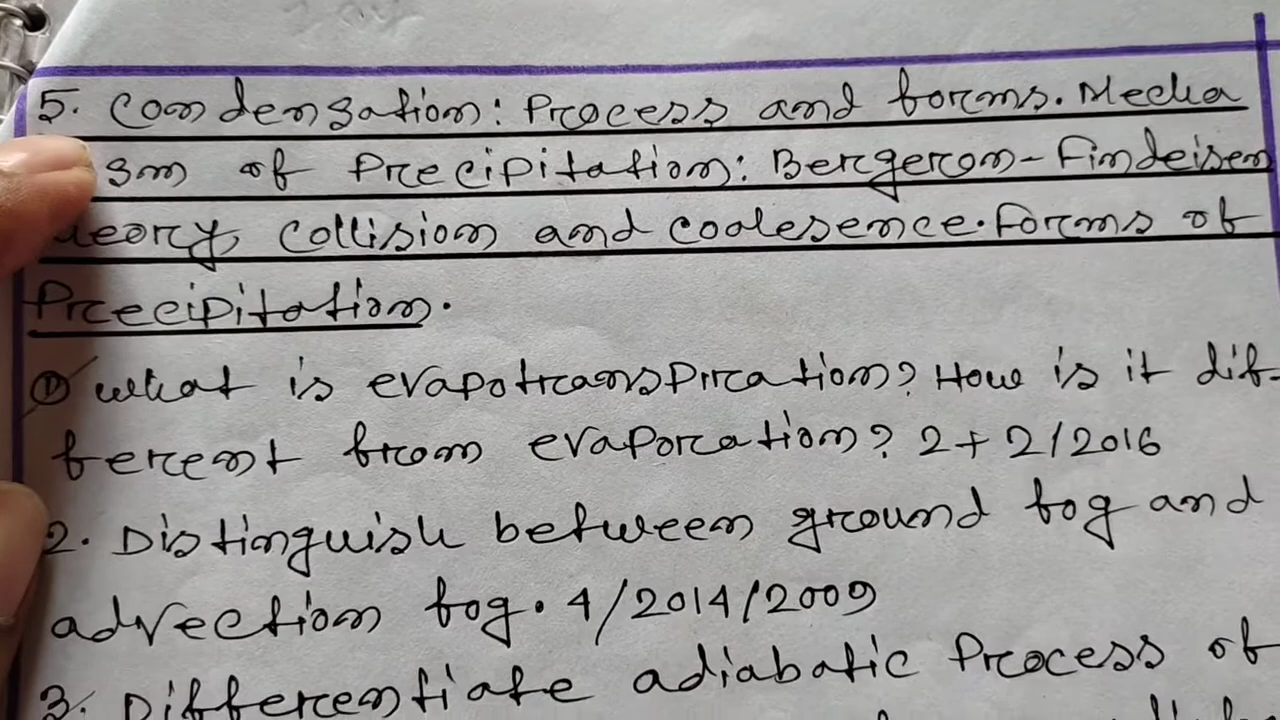 5. Condensation: Process and forms. Mecha
ism of Precipitation: Bergeron-Findeisen
heory, Collision and coalesence. Forms of
Precipitation.
① What is evapotranspiration? How is it dif-
ferent from evaporation? 2+2/2016
2. Distinguish between ground fog and
advection fog. 4/2014/2009
3. Differentiate adiabatic Process of